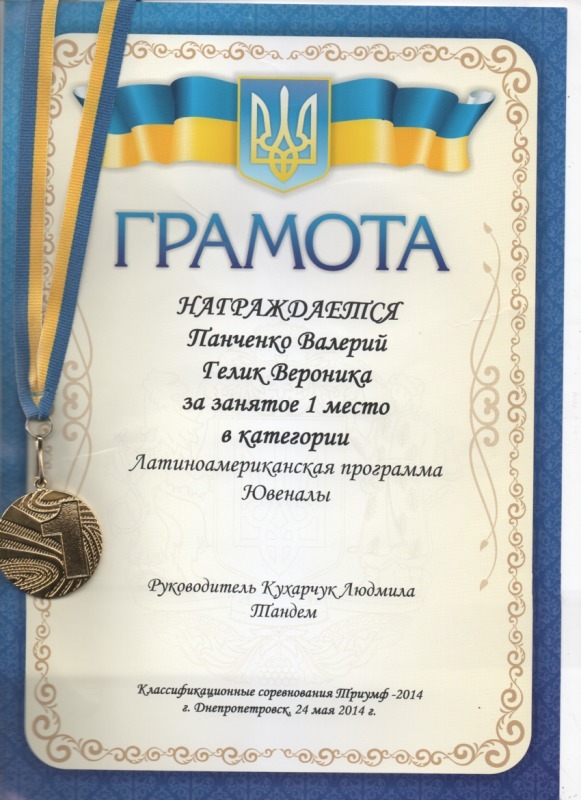 ГРАМОТА
НАГРАЖДАЕТСЯ
Панченко Валерий
Гелик Вероника
за занятое 1 место
в категории
Латиноамериканская программа
Ювеналы
Руководитель Кухарчук Людмила
Тандем
Классификационные соревнования Триумф -2014
г. Днепропетровск, 24 мая 2014 г.
1